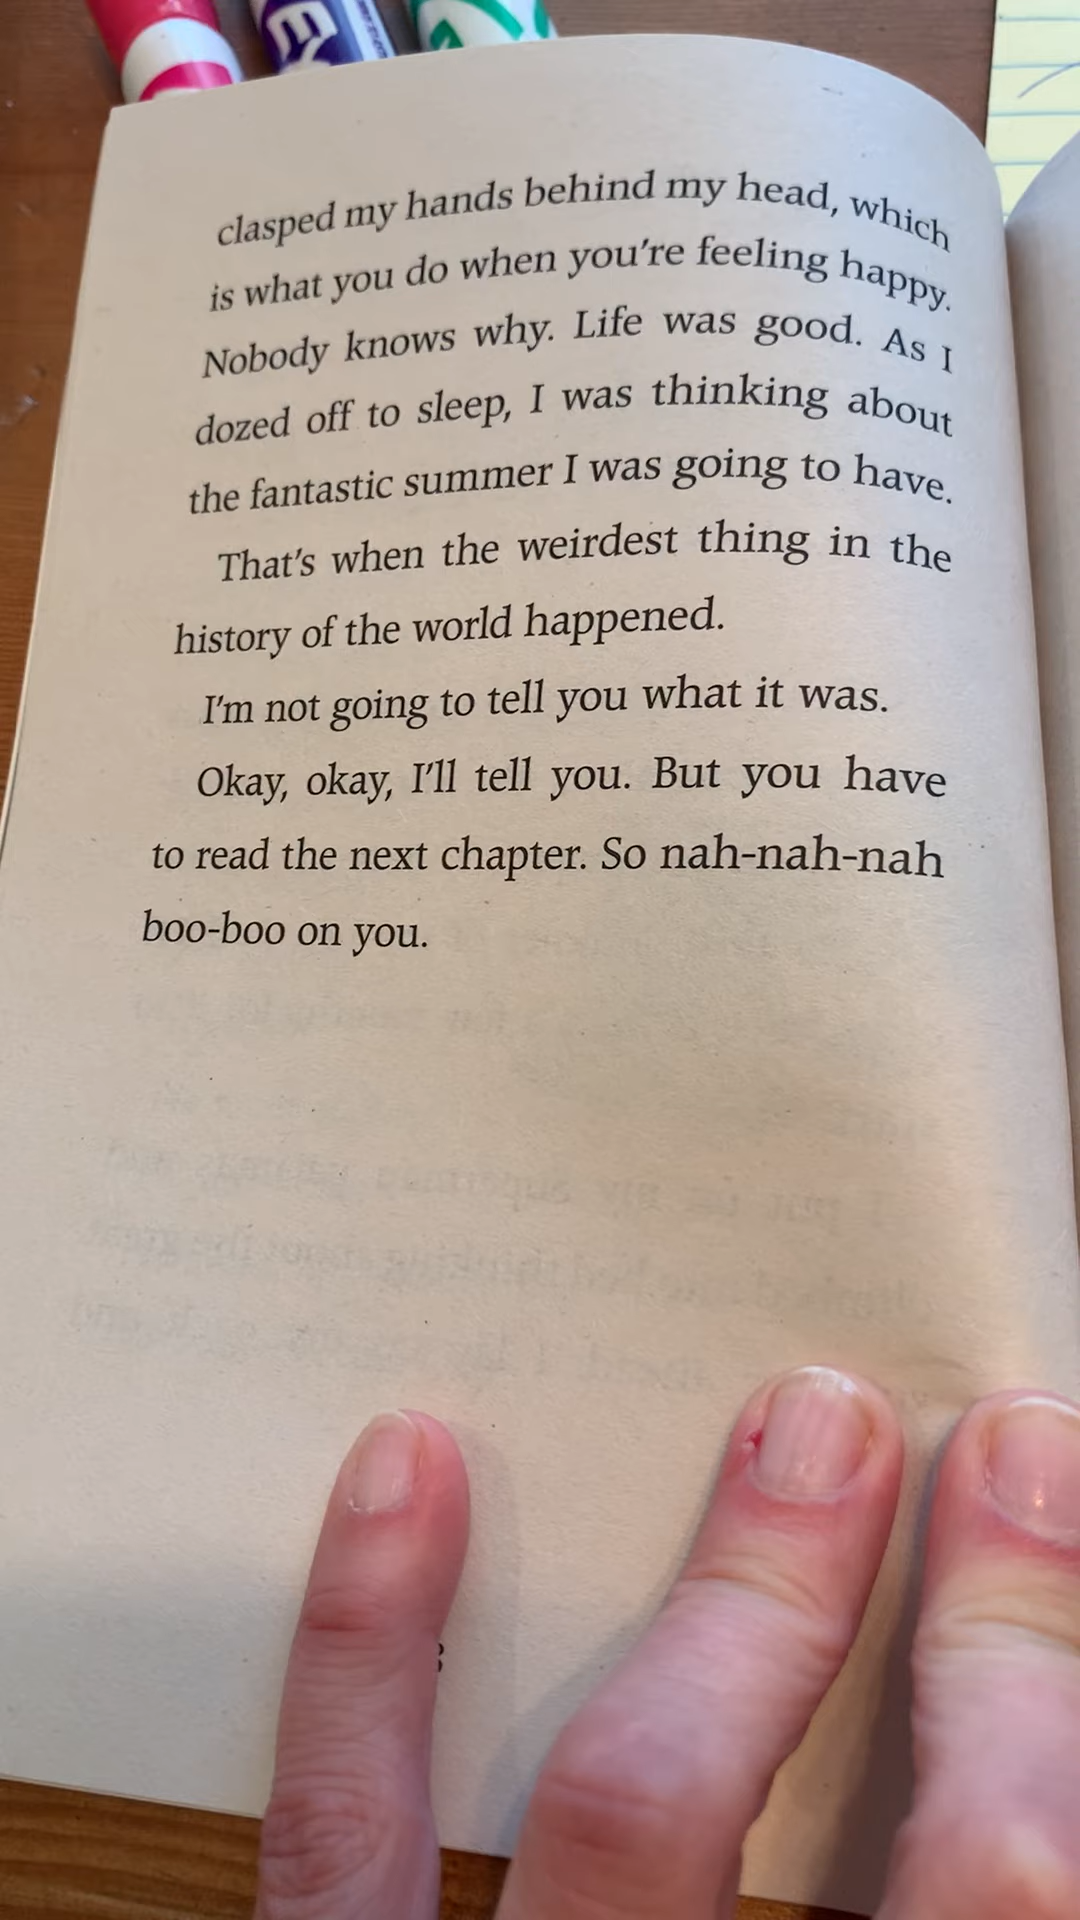 EY
clasped my hands behind my head, which
is what you do when you're feeling happy.
Nobody knows why. Life was good. As I
dozed off to sleep, I was thinking about
the fantastic summer I was going to have.
That's when the weirdest thing in the
history of the world happened.
I'm not going to tell you what it was.
Okay, okay, I'll tell you. But you have
to read the next chapter. So nah-nah-nah
boo-boo on you.